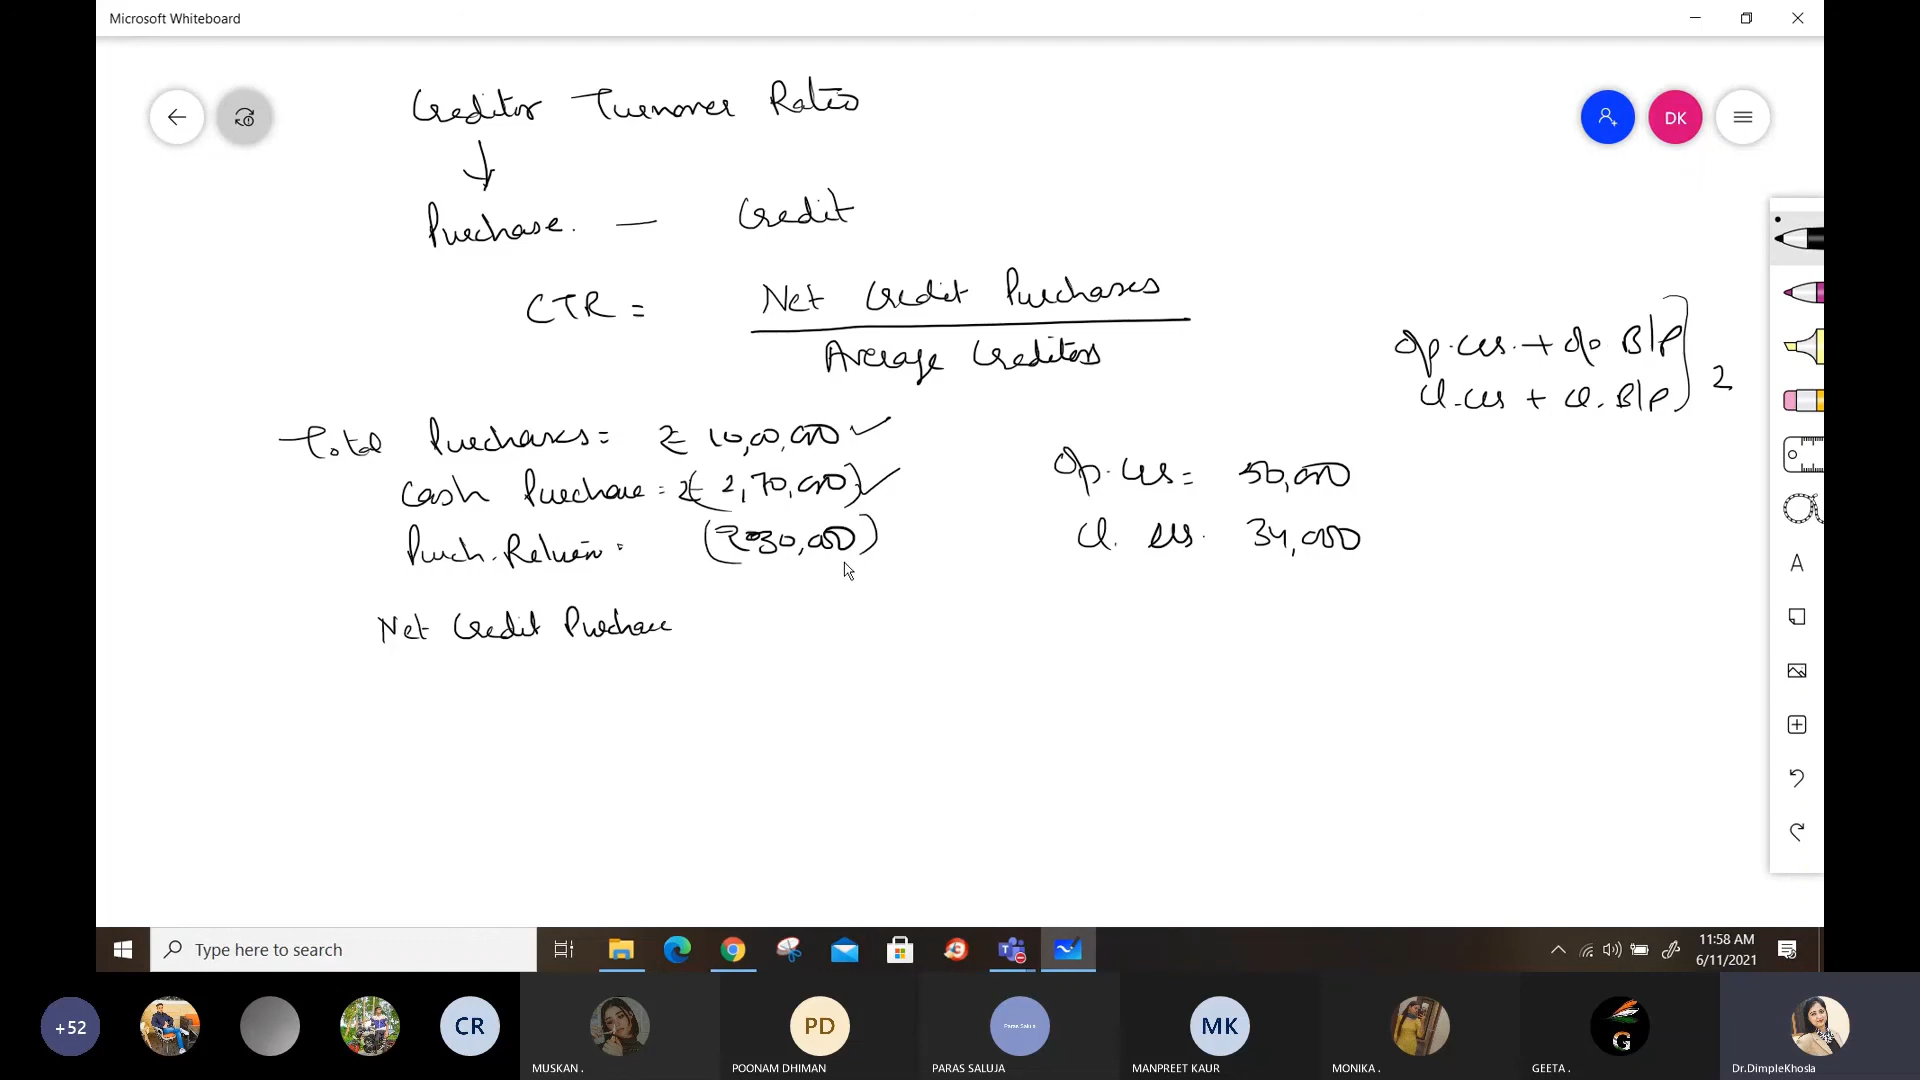 Microsoft Whiteboard
Creditor Turnover Ratio
DK
Purchase. — Credit
CTR = Net Credit Purchases
Average Creditors
Op. Crs. + Op B/P
Cl. Crs + Cl. B/P
2
Total Purchases = ₹ 10,00,000
Cash Purchase = ₹ (2,70,000)
Purch. Return = (₹ 30,000)
Op. Crs = 50,000
Cl. Crs. 34,000
Net Credit Purchase
A
Type here to search
11:58 AM
6/11/2021
+52
CR
PD
Paras Saluja
MK
G
MUSKAN .
POONAM DHIMAN
PARAS SALUJA
MANPREET KAUR
MONIKA .
GEETA .
Dr.DimpleKhosla